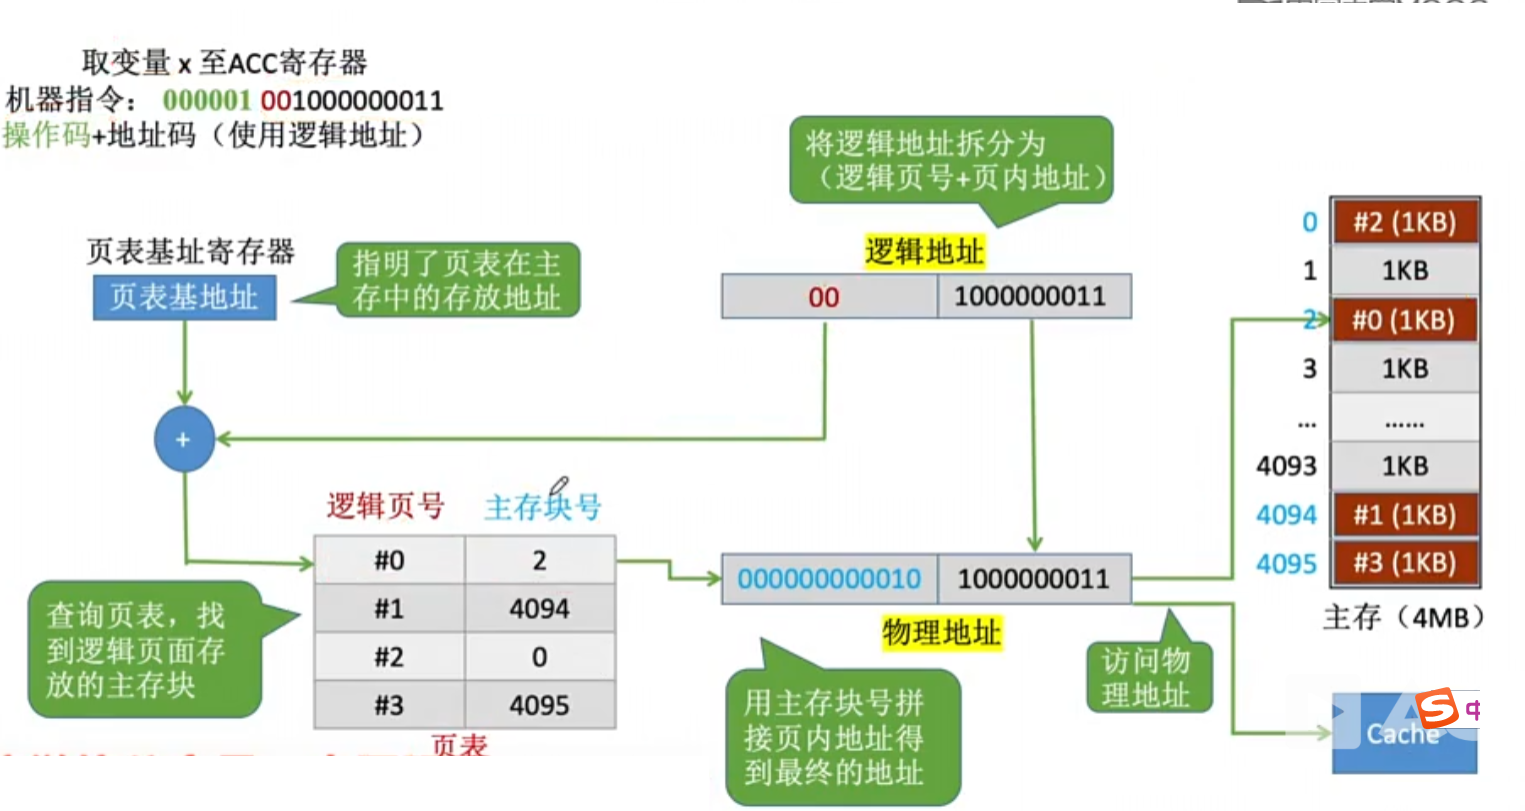 取变量 x 至ACC寄存器
机器指令： 000001 001000000011
操作码+地址码（使用逻辑地址）
将逻辑地址拆分为
（逻辑页号+页内地址）
页表基址寄存器
页表基地址
指明了页表在主
存中的存放地址
逻辑地址
00 1000000011
+
逻辑页号 主存块号
#0 2
#1 4094
#2 0
#3 4095
页表
查询页表，找
到逻辑页面存
放的主存块
000000000010 1000000011
物理地址
用主存块号拼
接页内地址得
到最终的地址
访问物
理地址
0 #2 (1KB)
1 1KB
2 #0 (1KB)
3 1KB
... ......
4093 1KB
4094 #1 (1KB)
4095 #3 (1KB)
主存（4MB）
Cache
S